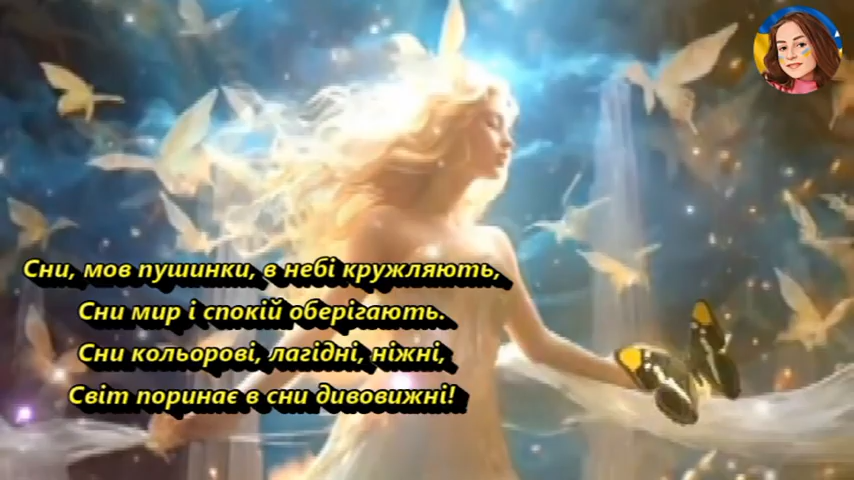 Сни, мов пушинки, в небі кружляють,
Сни мир і спокій оберігають.
Сни кольорові, лагідні, ніжні,
Світ поринає в сни дивовижні!